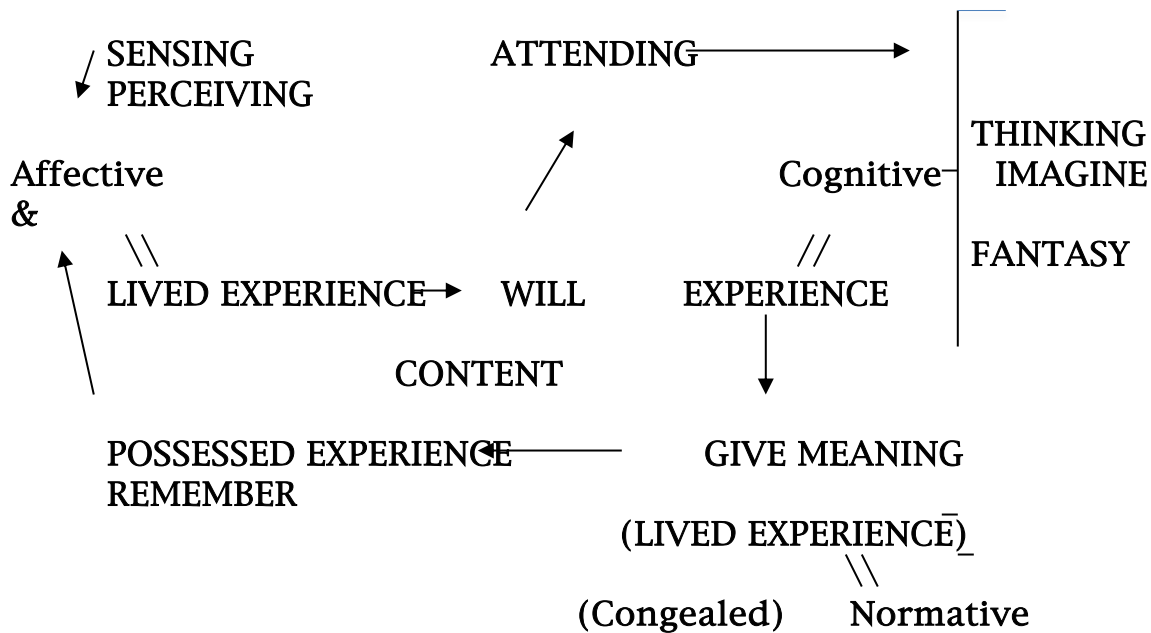 SENSING ATTENDING
PERCEIVING
THINKING
Affective Cognitive IMAGINE
&
FANTASY
LIVED EXPERIENCE WILL EXPERIENCE
CONTENT
POSSESSED EXPERIENCE GIVE MEANING
REMEMBER
(LIVED EXPERIENCE)
(Congealed) Normative